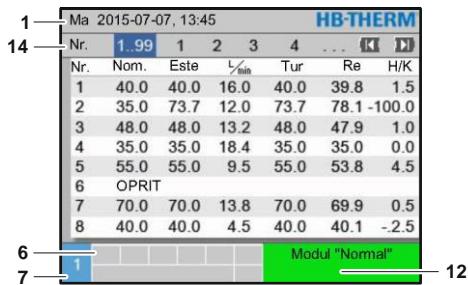 1 Ma 2015-07-07, 13:45 HB-THERM
14 Nr. 1..99 1 2 3 4 ...
Nr. Nom. Este L/min Tur Re H/K
1 40.0 40.0 16.0 40.0 39.8 1.5
2 35.0 73.7 12.0 73.7 78.1 -100.0
3 48.0 48.0 13.2 48.0 47.9 1.0
4 35.0 35.0 18.4 35.0 35.0 0.0
5 55.0 55.0 9.5 55.0 53.8 4.5
6 OPRIT
7 70.0 70.0 13.8 70.0 69.9 0.5
8 40.0 40.0 4.5 40.0 40.1 -.2.5
6 Modul "Normal"
1
7 12